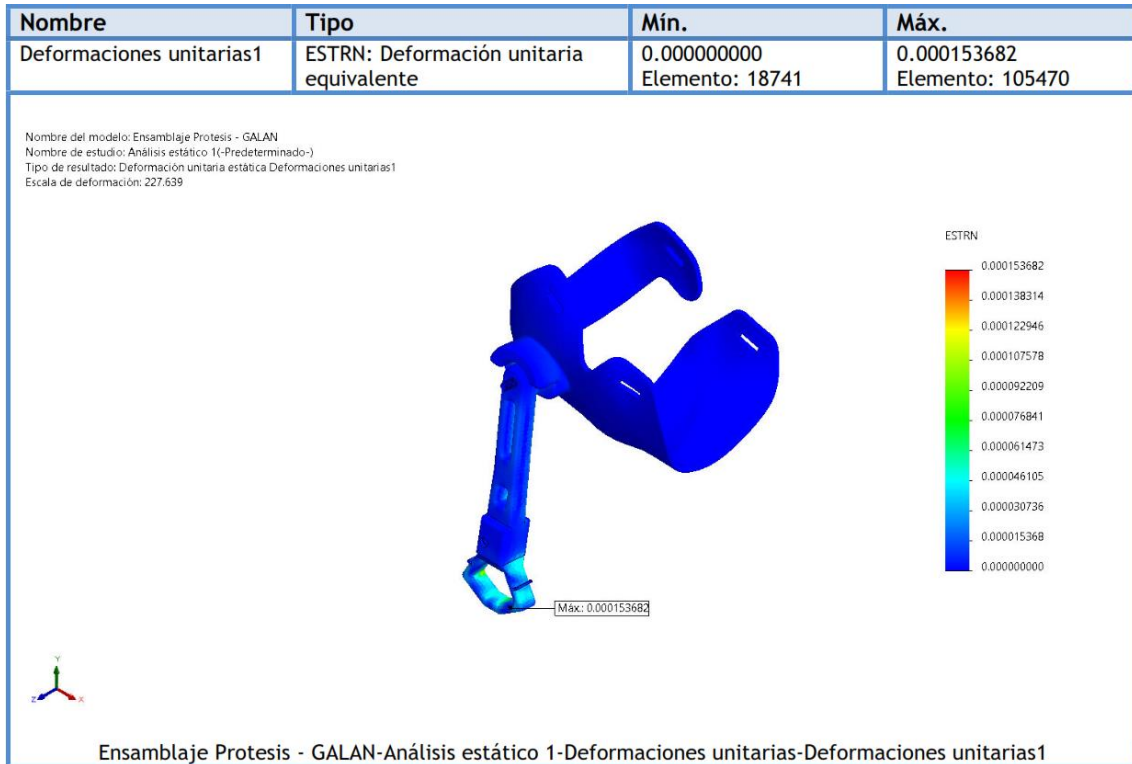 Nombre Tipo Mín. Máx.
Deformaciones unitarias1 ESTRN: Deformación unitaria 0.000000000 0.000153682
equivalente Elemento: 18741 Elemento: 105470
Nombre del modelo: Ensamblaje Protesis - GALAN
Nombre de estudio: Análisis estático 1(-Predeterminado-)
Tipo de resultado: Deformación unitaria estática Deformaciones unitarias1
Escala de deformación: 227.639
ESTRN
0.000153682
0.000138314
0.000122946
0.000107578
0.000092209
0.000076841
0.000061473
0.000046105
0.000030736
0.000015368
0.000000000
Máx.: 0.000153682
Y
Z
X
Ensamblaje Protesis - GALAN-Análisis estático 1-Deformaciones unitarias-Deformaciones unitarias1